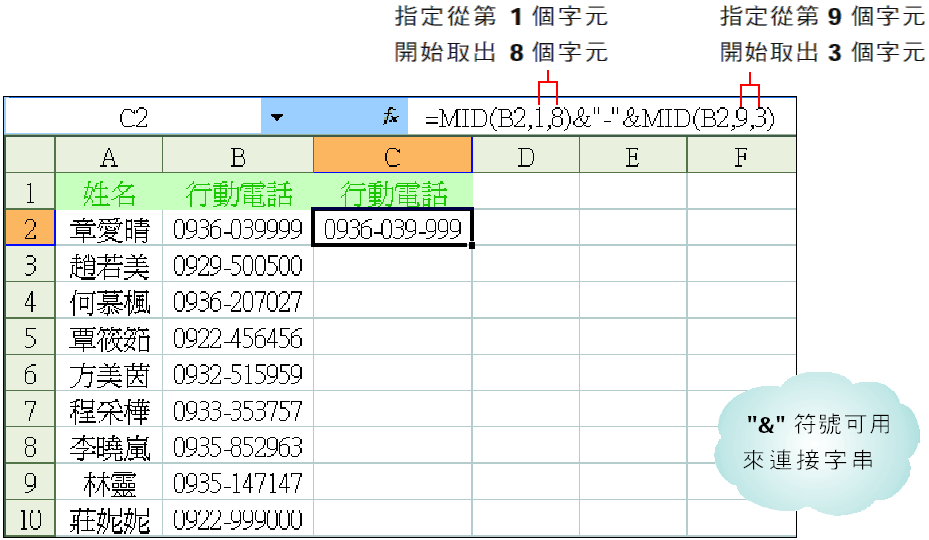 指定從第 1 個字元
開始取出 8 個字元
指定從第 9 個字元
開始取出 3 個字元
C2 fx =MID(B2,1,8)&"-"&MID(B2,9,3)
A B C D E F
1 姓名 行動電話 行動電話
2 章愛晴 0936-039999 0936-039-999
3 趙若美 0929-500500
4 何慕楓 0936-207027
5 覃筱筎 0922-456456
6 方美茵 0932-515959
7 程采樺 0933-353757
8 李曉嵐 0935-852963
9 林靈 0935-147147
10 莊妮妮 0922-999000
"&" 符號可用
來連接字串